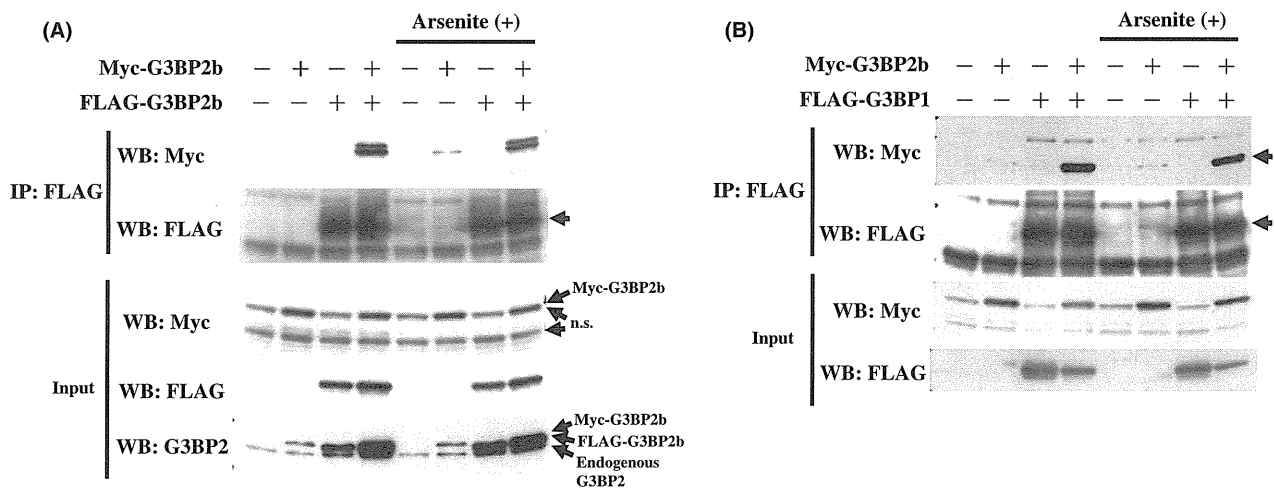 (A)
Arsenite (+)
Myc-G3BP2b − + − + − + − +
FLAG-G3BP2b − − + + − − + +
IP: FLAG
WB: Myc
WB: FLAG
Input
WB: Myc
Myc-G3BP2b
n.s.
WB: FLAG
WB: G3BP2
Myc-G3BP2b
FLAG-G3BP2b
Endogenous
G3BP2
(B)
Arsenite (+)
Myc-G3BP2b − + − + − + − +
FLAG-G3BP1 − − + + − − + +
IP: FLAG
WB: Myc
WB: FLAG
Input
WB: Myc
WB: FLAG